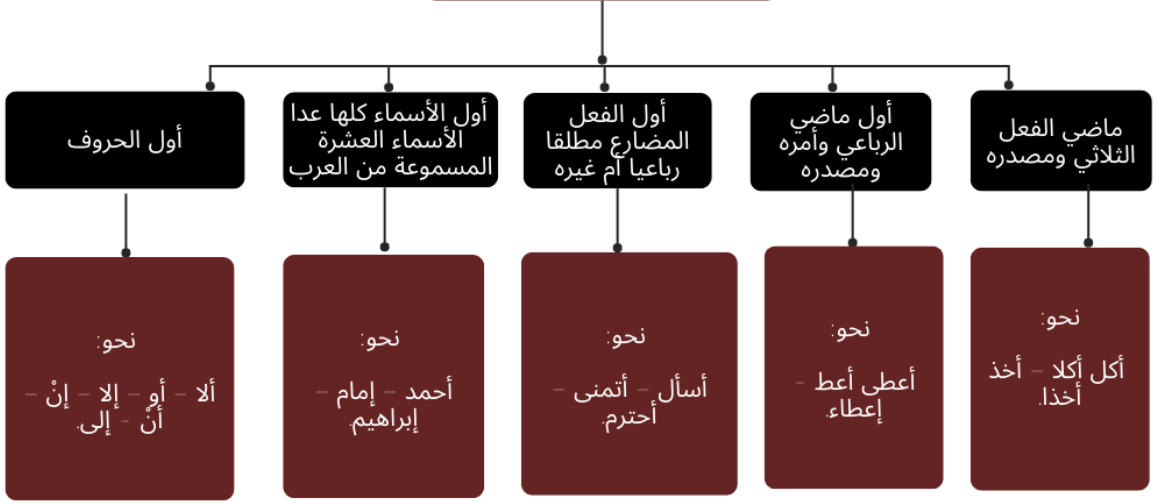 ماضي الفعل
الثلاثي ومصدره
أول ماضي
الرباعي وأمره
ومصدره
أول الفعل
المضارع مطلقا
رباعيا أم غيره
أول الأسماء كلها عدا
الأسماء العشرة
المسموعة من العرب
أول الحروف
نحو:
أكل أكلا – أخذ
أخذا.
نحو:
أعطى أعط -
إعطاء.
نحو:
أسأل – أتمنى –
أحترم.
نحو:
أحمد – إمام –
إبراهيم.
نحو:
ألا – أو – إلا – إنْ –
أنْ – إلى.